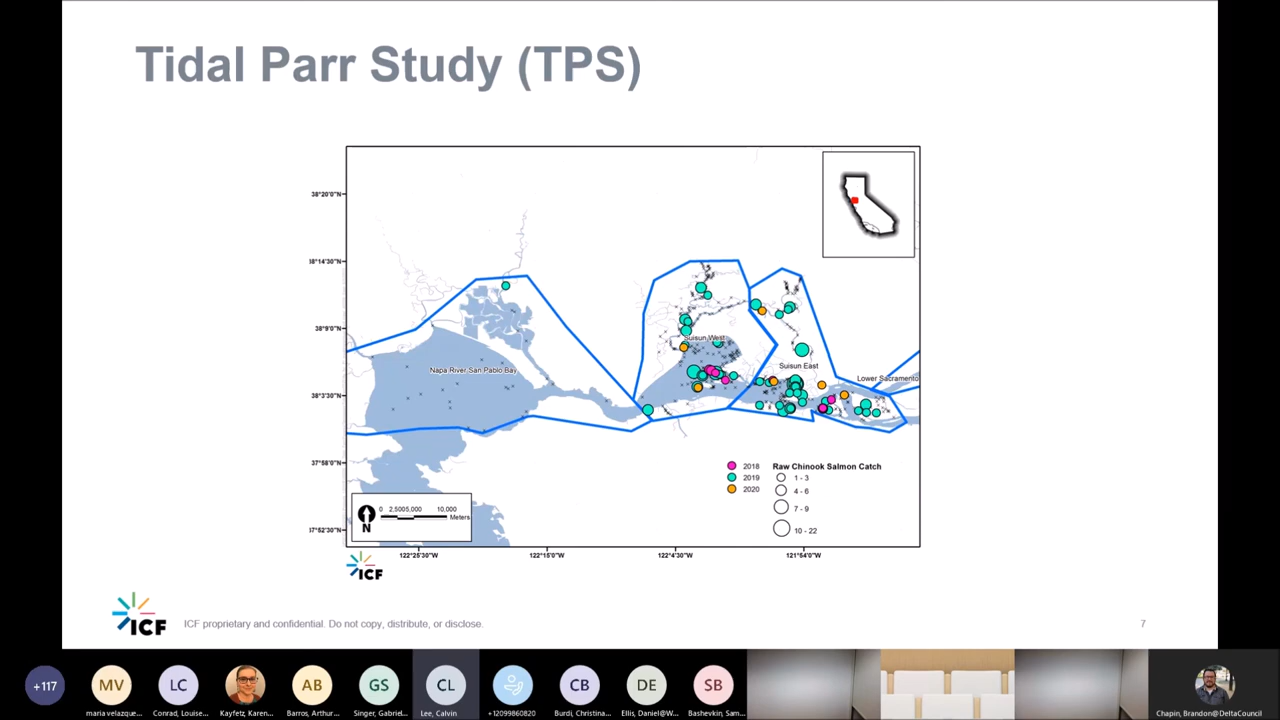 Tidal Parr Study (TPS)
38°20'0"N
38°14'30"N
38°9'0"N
38°3'30"N
37°58'0"N
37°52'30"N
Suisun West
Napa River San Pablo Bay
Suisun East
Lower Sacramento
2018
2019
2020
Raw Chinook Salmon Catch
1 - 3
4 - 6
7 - 9
10 - 22
0 2,5005,000 10,000
Meters
N
122°25'30"W
122°15'0"W
122°4'30"W
121°54'0"W
ICF
ICF
ICF proprietary and confidential. Do not copy, distribute, or disclose.
7
+117
MV
LC
AB
GS
CL
CB
DE
SB
maria velazque...
Conrad, Louise...
Kayfetz, Karen...
Barros, Arthur...
Singer, Gabriel...
Lee, Calvin
+12099860820
Burdi, Christina...
Ellis, Daniel@W...
Bashevkin, Sam...
Chapin, Brandon@DeltaCouncil